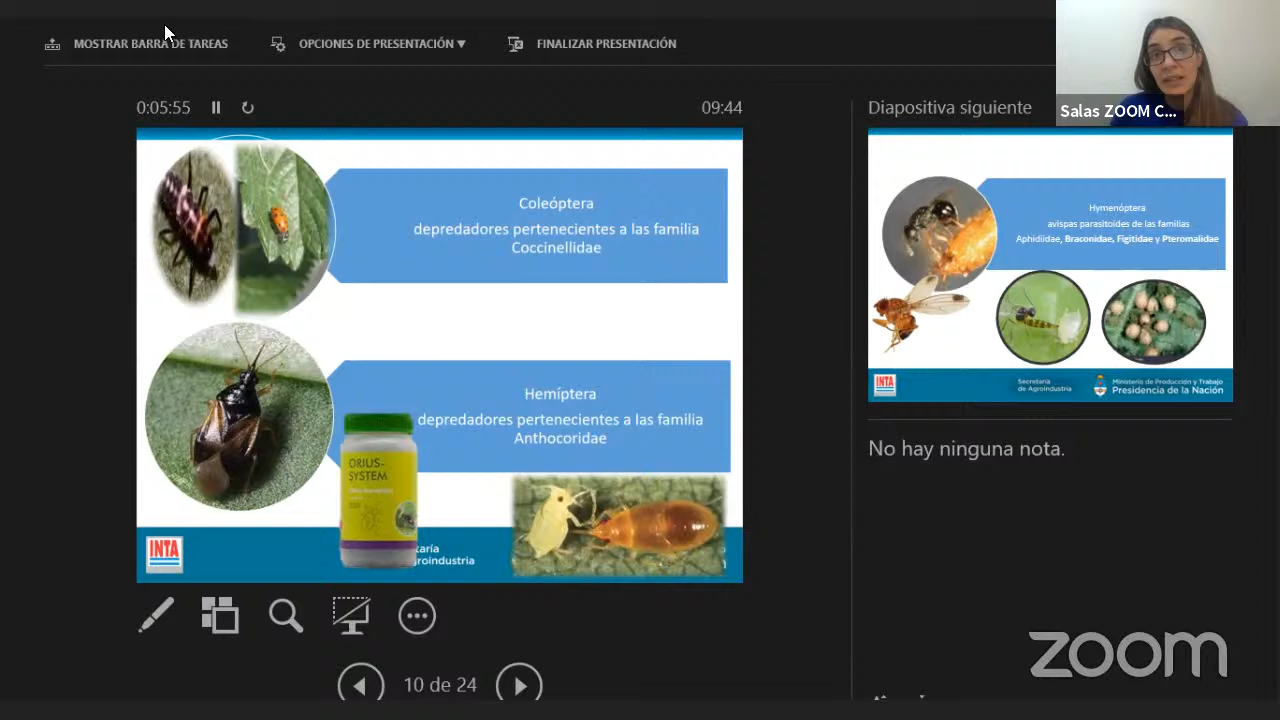 MOSTRAR BARRA DE TAREAS
OPCIONES DE PRESENTACIÓN
FINALIZAR PRESENTACIÓN
Salas ZOOM C...
0:05:55
09:44
Coleóptera
depredadores pertenecientes a las familia
Coccinellidae
Hemíptera
depredadores pertenecientes a las familia
Anthocoridae
ORIUS-
SYSTEM
INTA
taría
groindustria
10 de 24
Diapositiva siguiente
Hymenóptera
avispas parasitoides de las familias
Aphidiidae, Braconidae, Figitidae y Pteromalidae
INTA
Secretaría
de Agroindustria
Ministerio de Producción y Trabajo
Presidencia de la Nación
No hay ninguna nota.
zoom